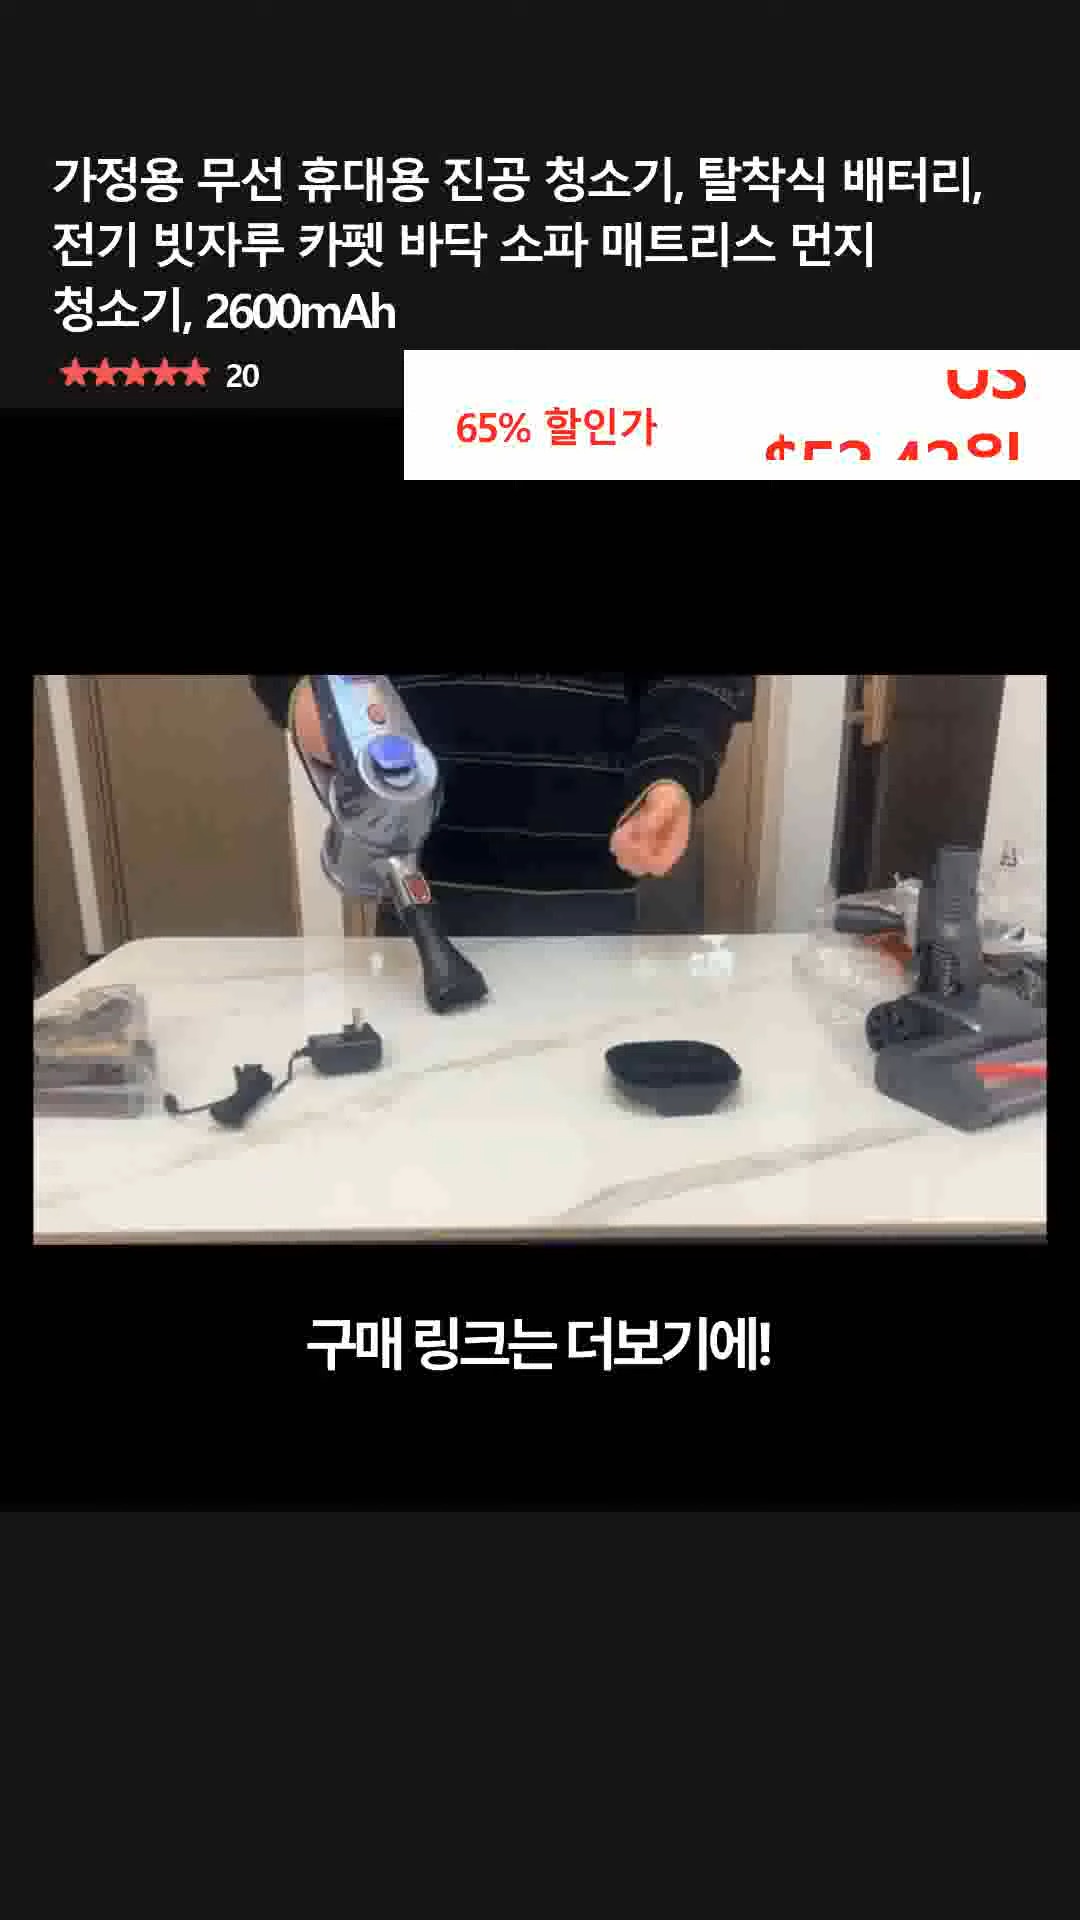 가정용 무선 휴대용 진공 청소기, 탈착식 배터리,
전기 빗자루 카펫 바닥 소파 매트리스 먼지
청소기, 2600mAh
20
65% 할인가
US
구매 링크는 더보기에!